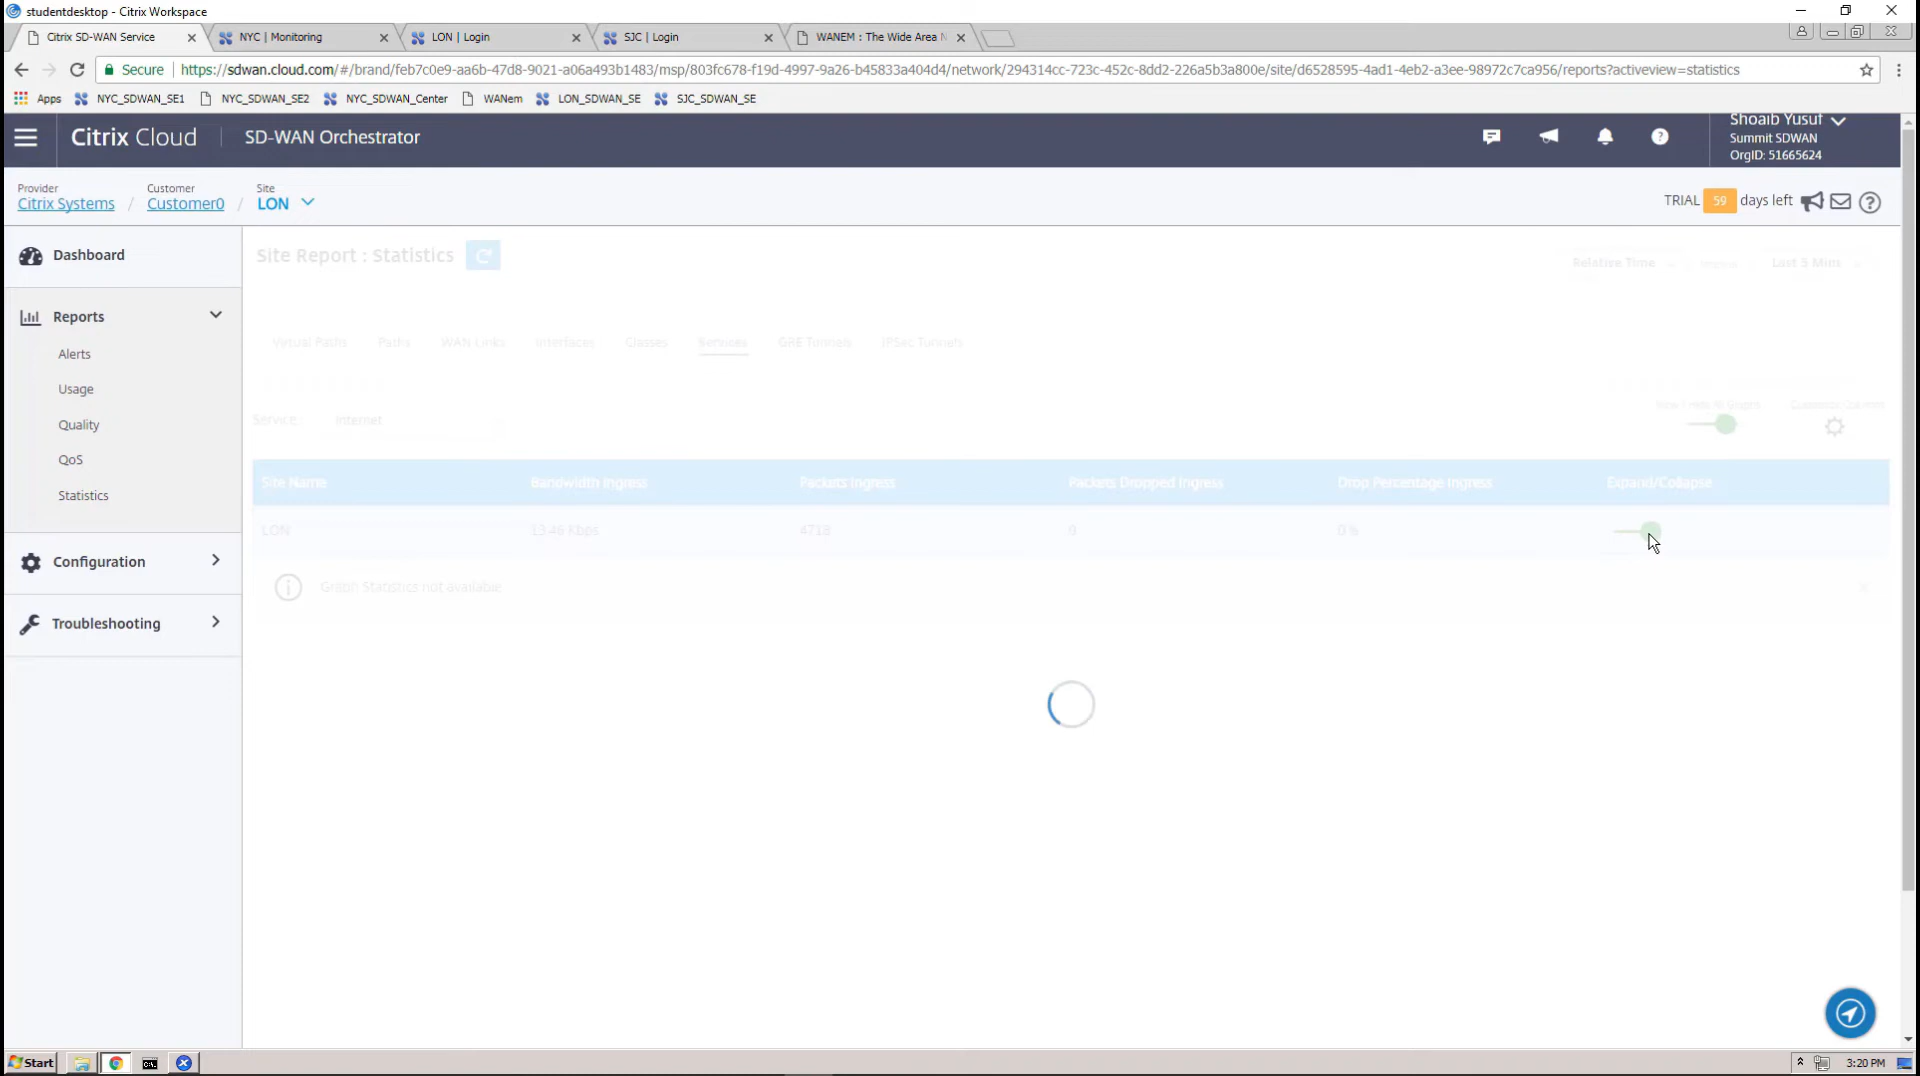 studentdesktop - Citrix Workspace
Citrix SD-WAN Service
NYC | Monitoring
LON | Login
SJC | Login
WANEM : The Wide Area N
Secure
https://sdwan.cloud.com/#/brand/feb7c0e9-aa6b-47d8-9021-a06a493b1483/msp/803fc678-f19d-4997-9a26-b45833a404d4/network/294314cc-723c-452c-8dd2-226a5b3a800e/site/d6528595-4ad1-4eb2-a3ee-98972c7ca956/reports?activeview=statistics
Apps
NYC_SDWAN_SE1
NYC_SDWAN_SE2
NYC_SDWAN_Center
WANem
LON_SDWAN_SE
SJC_SDWAN_SE
Citrix Cloud
SD-WAN Orchestrator
Shoaib Yusuf
Summit SDWAN
OrgID: 51665624
Provider
Citrix Systems
/
Customer
Customer0
/
Site
LON
TRIAL 59 days left
Dashboard
Reports
Alerts
Usage
Quality
QoS
Statistics
Configuration
Troubleshooting
Site Report : Statistics
Relative Time
Last 5 Mins
Virtual Paths
Paths
WAN Links
Interfaces
Classes
Services
GRE Tunnels
IPSec Tunnels
Service:
Internet
Site Name
Bandwidth Ingress
Packets Ingress
Packets Dropped Ingress
Drop Percentage Ingress
Expand/Collapse
LON
13.46 Kbps
4718
0
0 %
Graph Statistics not available
Start
3:20 PM